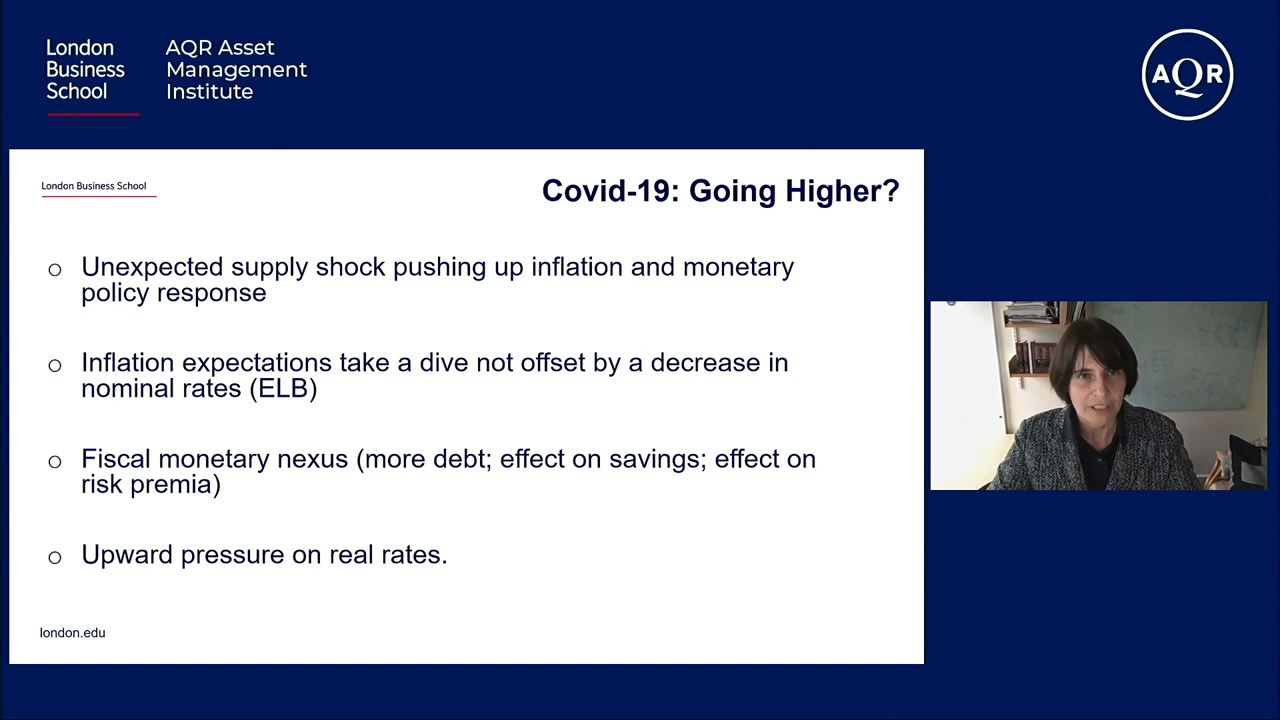 London
Business
School
AQR Asset
Management
Institute
AQR
London Business School
Covid-19: Going Higher?
o Unexpected supply shock pushing up inflation and monetary
policy response
o Inflation expectations take a dive not offset by a decrease in
nominal rates (ELB)
o Fiscal monetary nexus (more debt; effect on savings; effect on
risk premia)
o Upward pressure on real rates.
london.edu